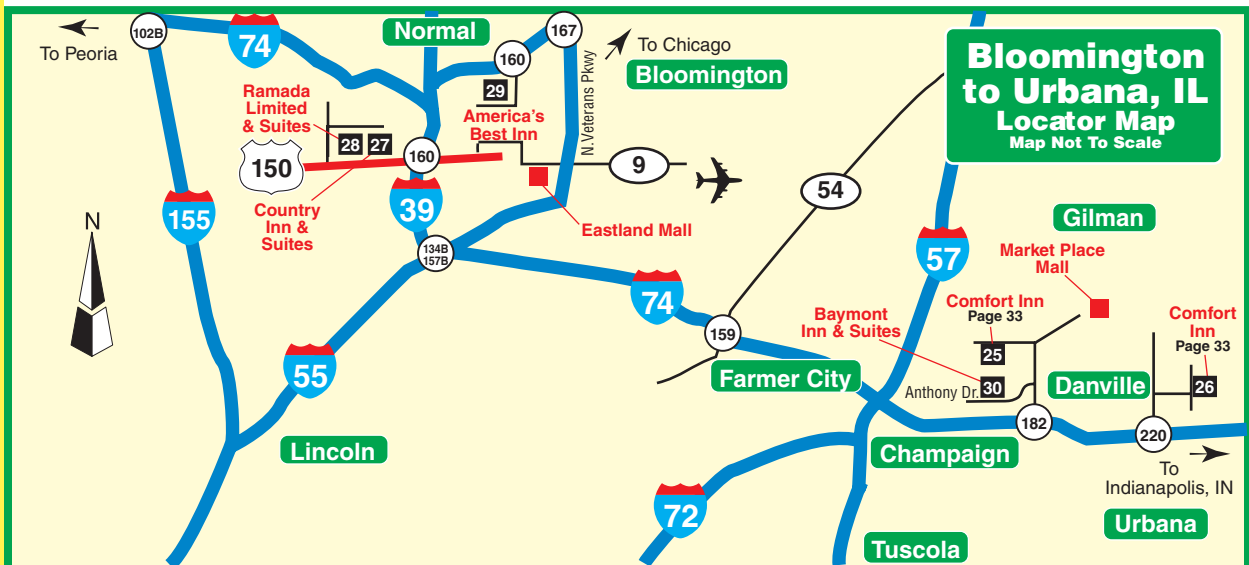 Bloomington
to Urbana, IL
Locator Map
Map Not To Scale
102B
To Peoria
74
Normal
160
167
To Chicago
Bloomington
N. Veterans Pkwy
29
America's
Best Inn
Ramada
Limited
& Suites
28
27
150
160
9
54
155
Country
Inn &
Suites
39
Eastland Mall
N
134B
157B
57
Gilman
Market Place
Mall
74
159
Baymont
Inn & Suites
Comfort Inn
Page 33
25
Comfort
Inn
Page 33
26
55
Farmer City
Anthony Dr.
30
Danville
182
220
Lincoln
Champaign
To
Indianapolis, IN
72
Urbana
Tuscola